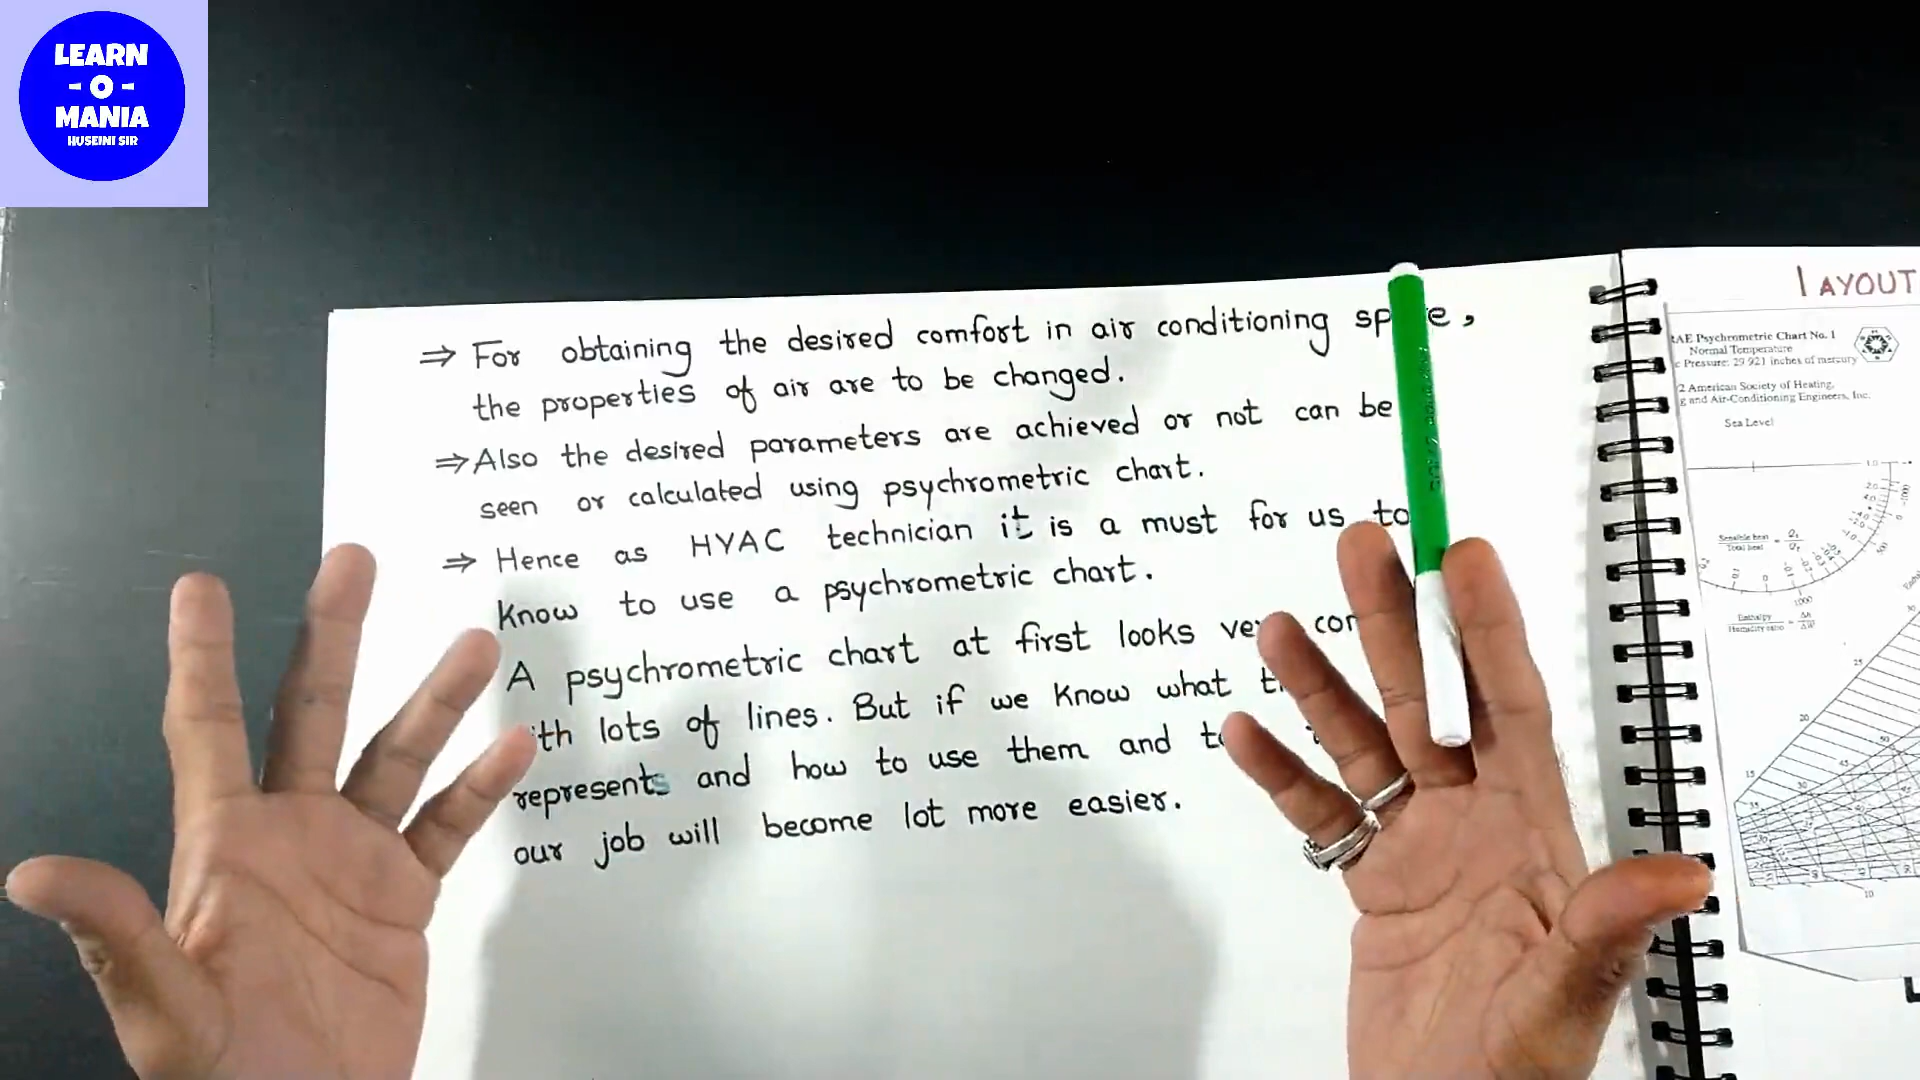 LEARN
- O -
MANIA
HUSEINI SIR
⇒ For obtaining the desired comfort in air conditioning
the properties of air are to be changed.
⇒ Also the desired parameters are achieved or not can be
seen or calculated using psychrometric chart.
⇒ Hence as HVAC technician it is a must for us to
know to use a psychrometric chart.
A psychrometric chart at first looks
lots of lines. But if we know what
represents and how to use them and
our job will become lot more easier.
LAYOUT
Psychrometric Chart No. 1
Normal Temperature
Pressure: 29.921 inches of mercury
American Society of Heating,
and Air-Conditioning Engineers, Inc.
Sea Level
Sensible heat
Total heat
Enthalpy
Humidity ratio